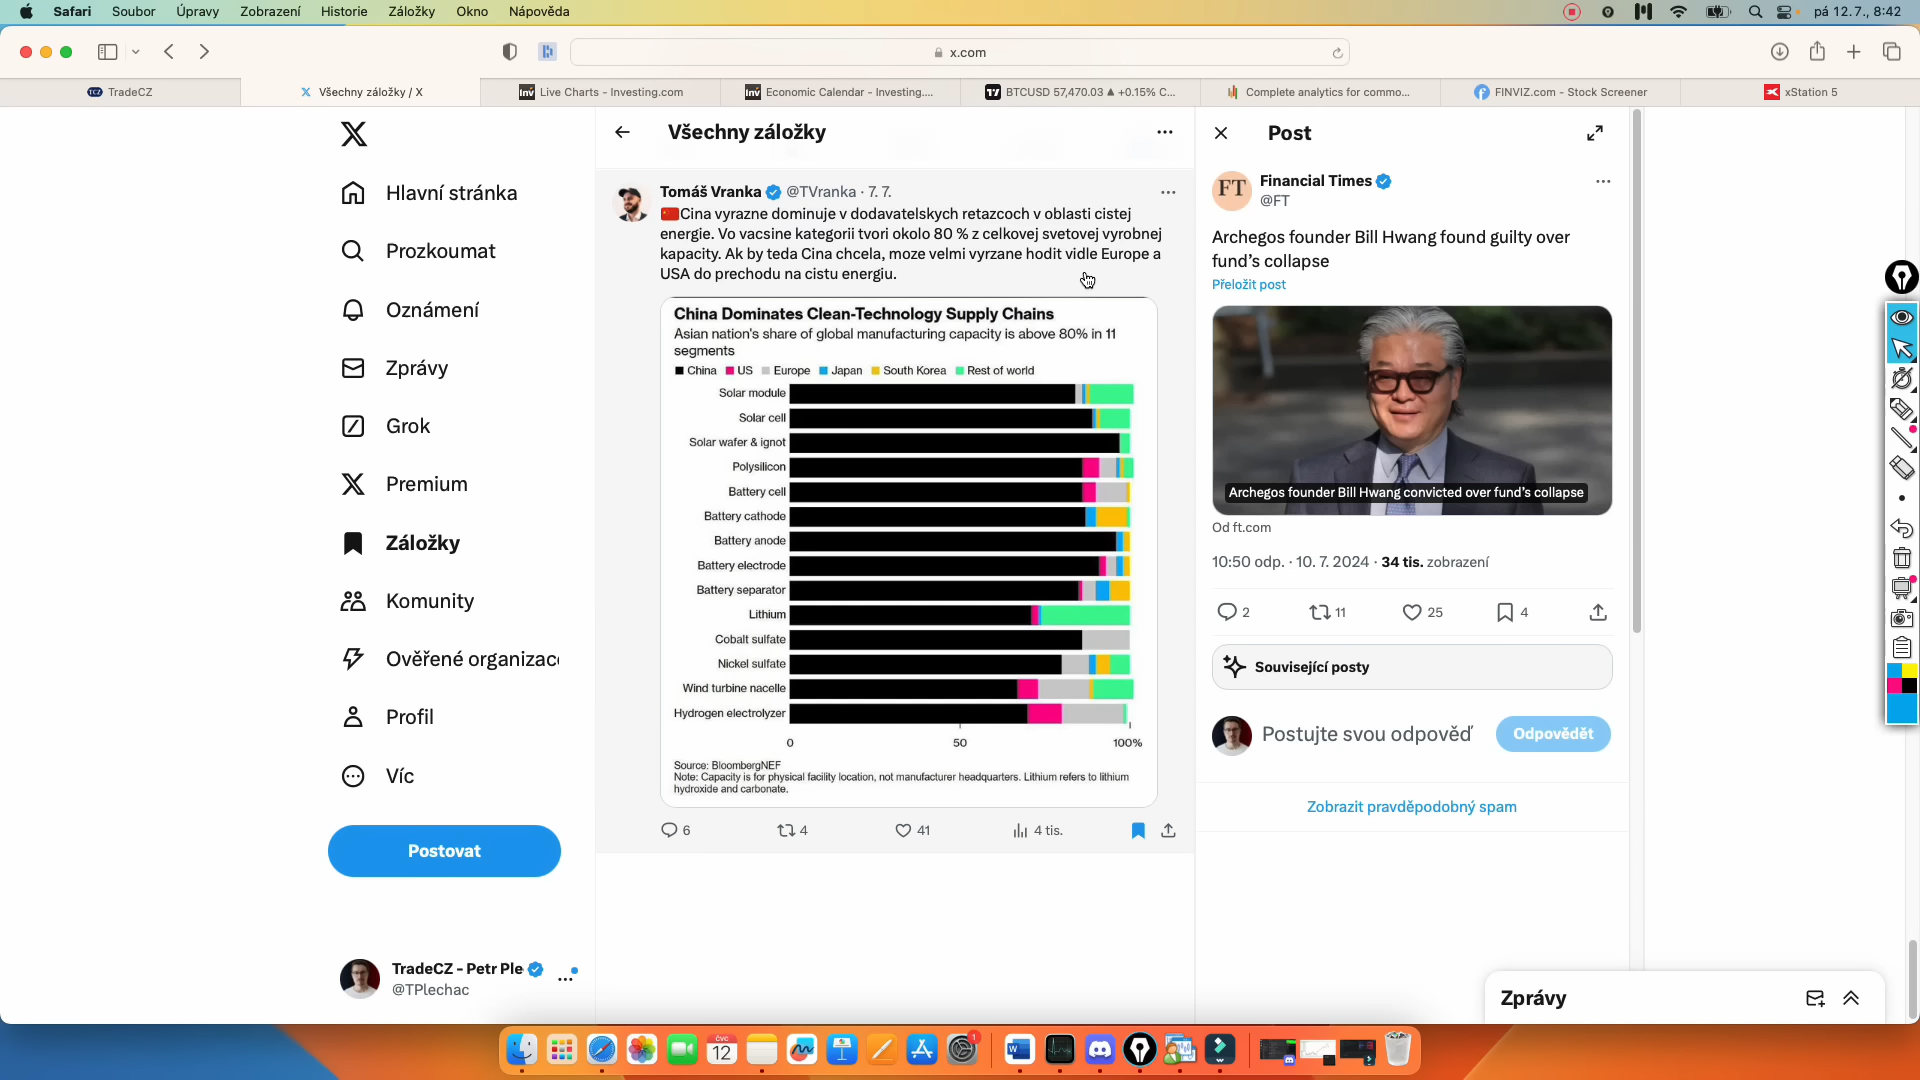 Safari Soubor Úpravy Zobrazení Historie Záložky Okno Nápověda
pá 12.7., 8:42
x.com
TradeCZ
Všechny záložky / X
Live Charts - Investing.com
Economic Calendar - Investing....
BTCUSD 57,470.03 ▲ +0.15% C...
Complete analytics for commo...
FINVIZ.com - Stock Screener
xStation 5
Hlavní stránka
Prozkoumat
Oznámení
Zprávy
Grok
Premium
Záložky
Komunity
Ověřené organizac
Profil
Víc
Postovat
TradeCZ - Petr Ple
@TPlechac
Všechny záložky
Tomáš Vranka @TVranka · 7. 7.
Cina vyrazne dominuje v dodavatelskych retazcoch v oblasti cistej
energie. Vo vacsine kategorii tvori okolo 80 % z celkovej svetovej vyrobnej
kapacity. Ak by teda Cina chcela, moze velmi vyrzane hodit vidle Europe a
USA do prechodu na cistu energiu.
China Dominates Clean-Technology Supply Chains
Asian nation's share of global manufacturing capacity is above 80% in 11
segments
China US Europe Japan South Korea Rest of world
Solar module
Solar cell
Solar wafer & ignot
Polysilicon
Battery cell
Battery cathode
Battery anode
Battery electrode
Battery separator
Lithium
Cobalt sulfate
Nickel sulfate
Wind turbine nacelle
Hydrogen electrolyzer
0 50 100%
Source: BloombergNEF
Note: Capacity is for physical facility location, not manufacturer headquarters. Lithium refers to lithium
hydroxide and carbonate.
6 4 41 4 tis.
Post
FT
Financial Times
@FT
Archegos founder Bill Hwang found guilty over
fund's collapse
Přeložit post
Archegos founder Bill Hwang convicted over fund's collapse
Od ft.com
10:50 odp. · 10. 7. 2024 · 34 tis. zobrazení
2 11 25 4
Související posty
Postujte svou odpověď
Odpovědět
Zobrazit pravděpodobný spam
Zprávy
ČVC
12
1